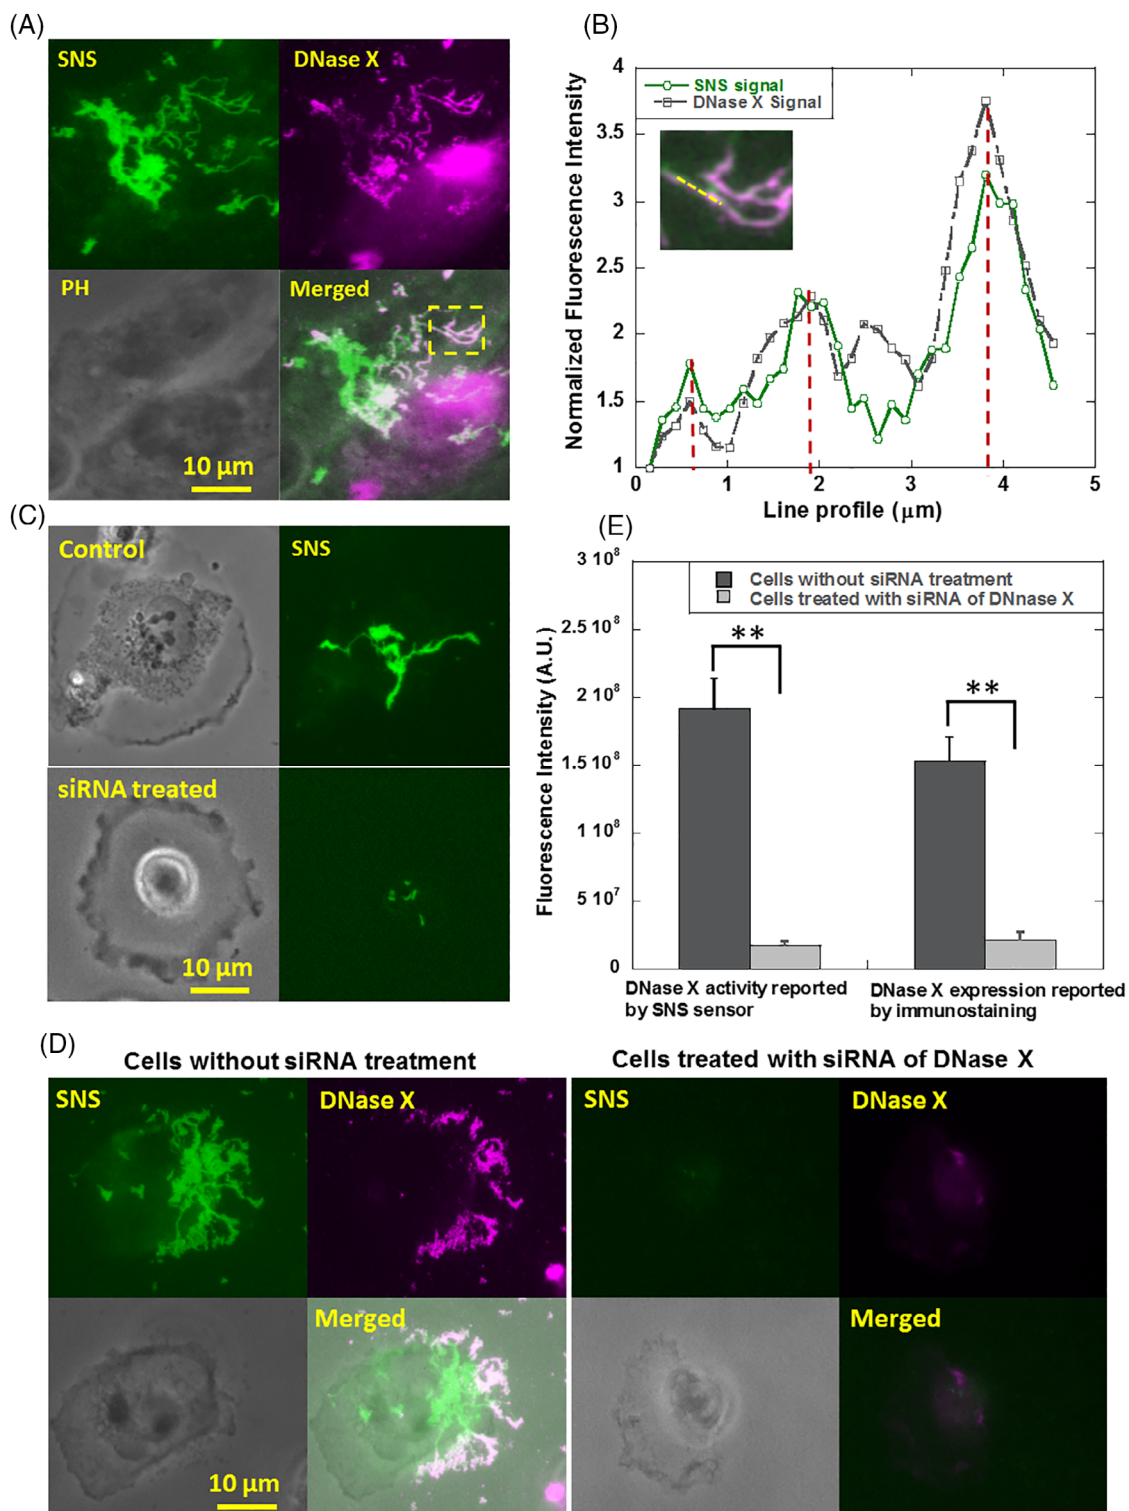 (A)
SNS
DNase X
PH
Merged
10 μm
(B)
Normalized Fluorescence Intensity
4
3.5
3
2.5
2
1.5
1
SNS signal
DNase X Signal
0 1 2 3 4 5
Line profile (μm)
(C)
Control
SNS
siRNA treated
10 μm
(E)
Fluorescence Intensity (A.U.)
3 10⁸
2.5 10⁸
2 10⁸
1.5 10⁸
1 10⁸
5 10⁷
0
Cells without siRNA treatment
Cells treated with siRNA of DNnase X
**
**
DNase X activity reported
by SNS sensor
DNase X expression reported
by immunostaining
(D)
Cells without siRNA treatment
SNS
DNase X
Merged
10 μm
Cells treated with siRNA of DNase X
SNS
DNase X
Merged